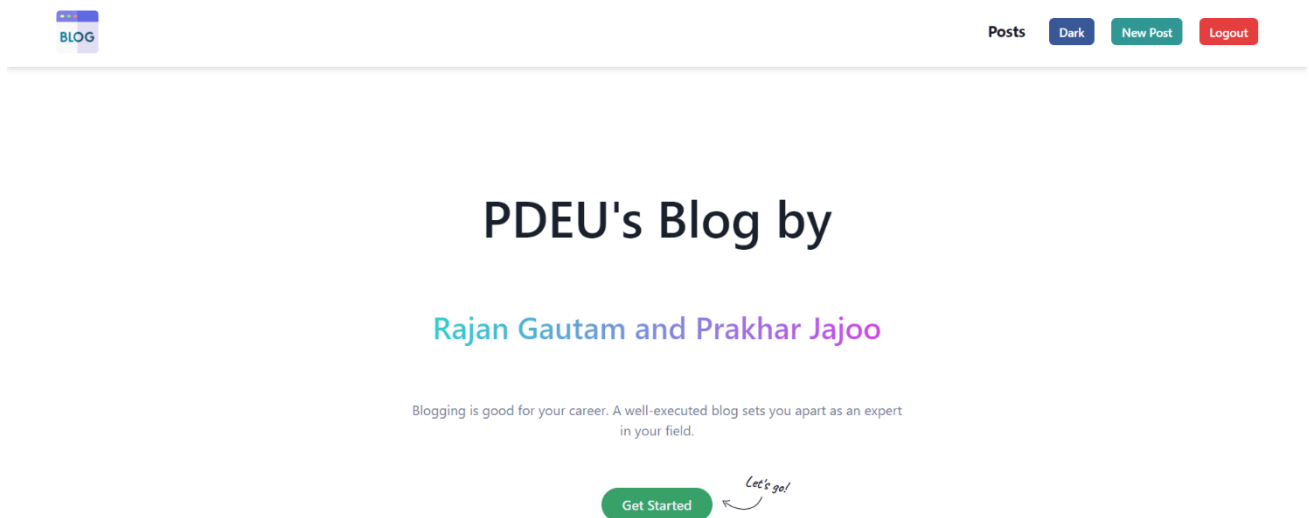 BLOG
Posts Dark New Post Logout
PDEU's Blog by
Rajan Gautam and Prakhar Jajoo
Blogging is good for your career. A well-executed blog sets you apart as an expert
in your field.
Let's go!
Get Started